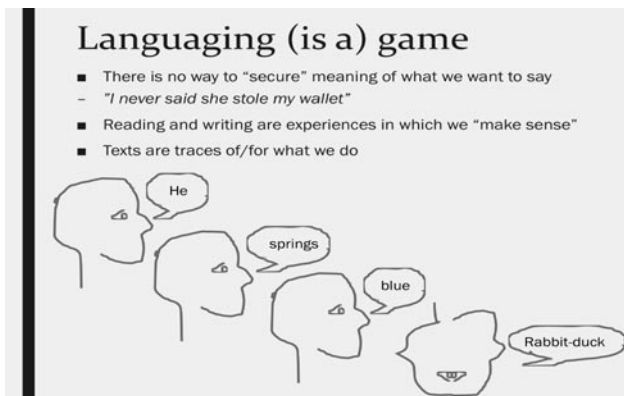 Languaging (is a) game
■ There is no way to “secure” meaning of what we want to say
– ”I never said she stole my wallet”
■ Reading and writing are experiences in which we “make sense”
■ Texts are traces of/for what we do
He
springs
blue
Rabbit-duck